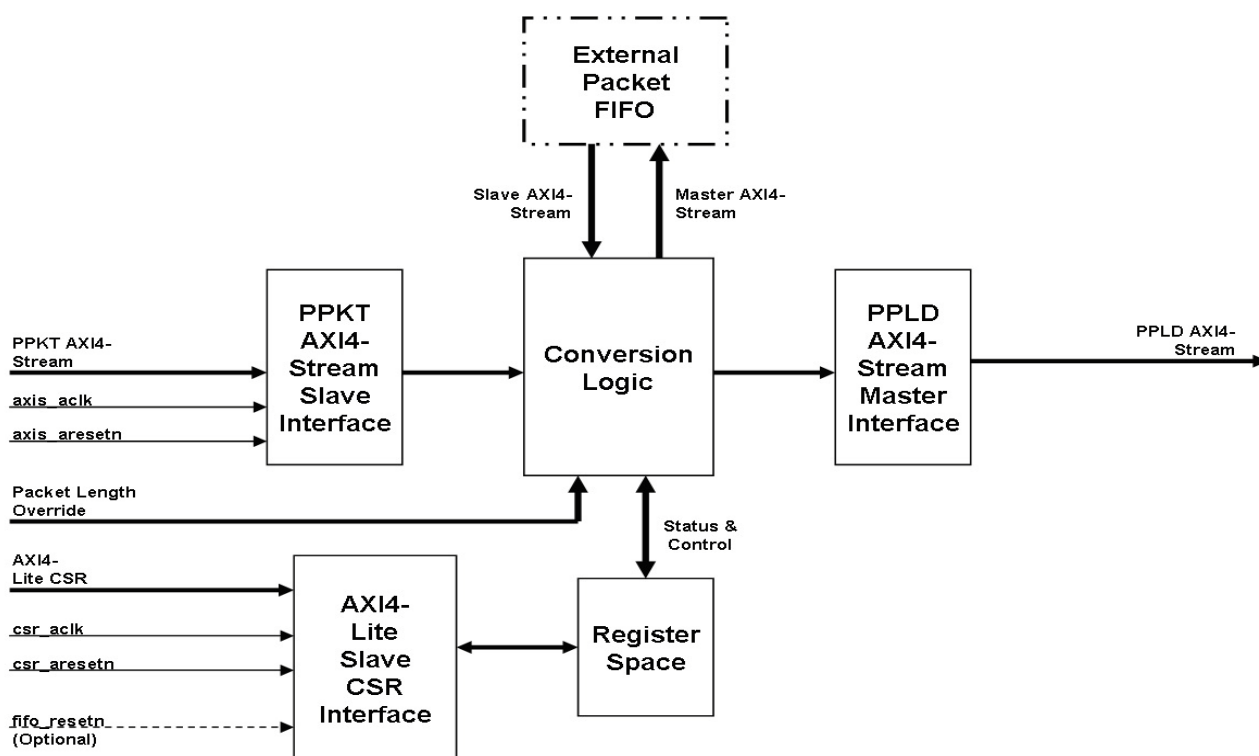 External
Packet
FIFO
Slave AXI4-
Stream
Master AXI4-
Stream
PPKT AXI4-
Stream
axis_aclk
axis_aresetn
PPKT
AXI4-
Stream
Slave
Interface
Conversion
Logic
PPLD
AXI4-
Stream
Master
Interface
PPLD AXI4-
Stream
Packet Length
Override
Status &
Control
AXI4-
Lite CSR
csr_aclk
csr_aresetn
fifo_resetn
(Optional)
AXI4-
Lite
Slave
CSR
Interface
Register
Space